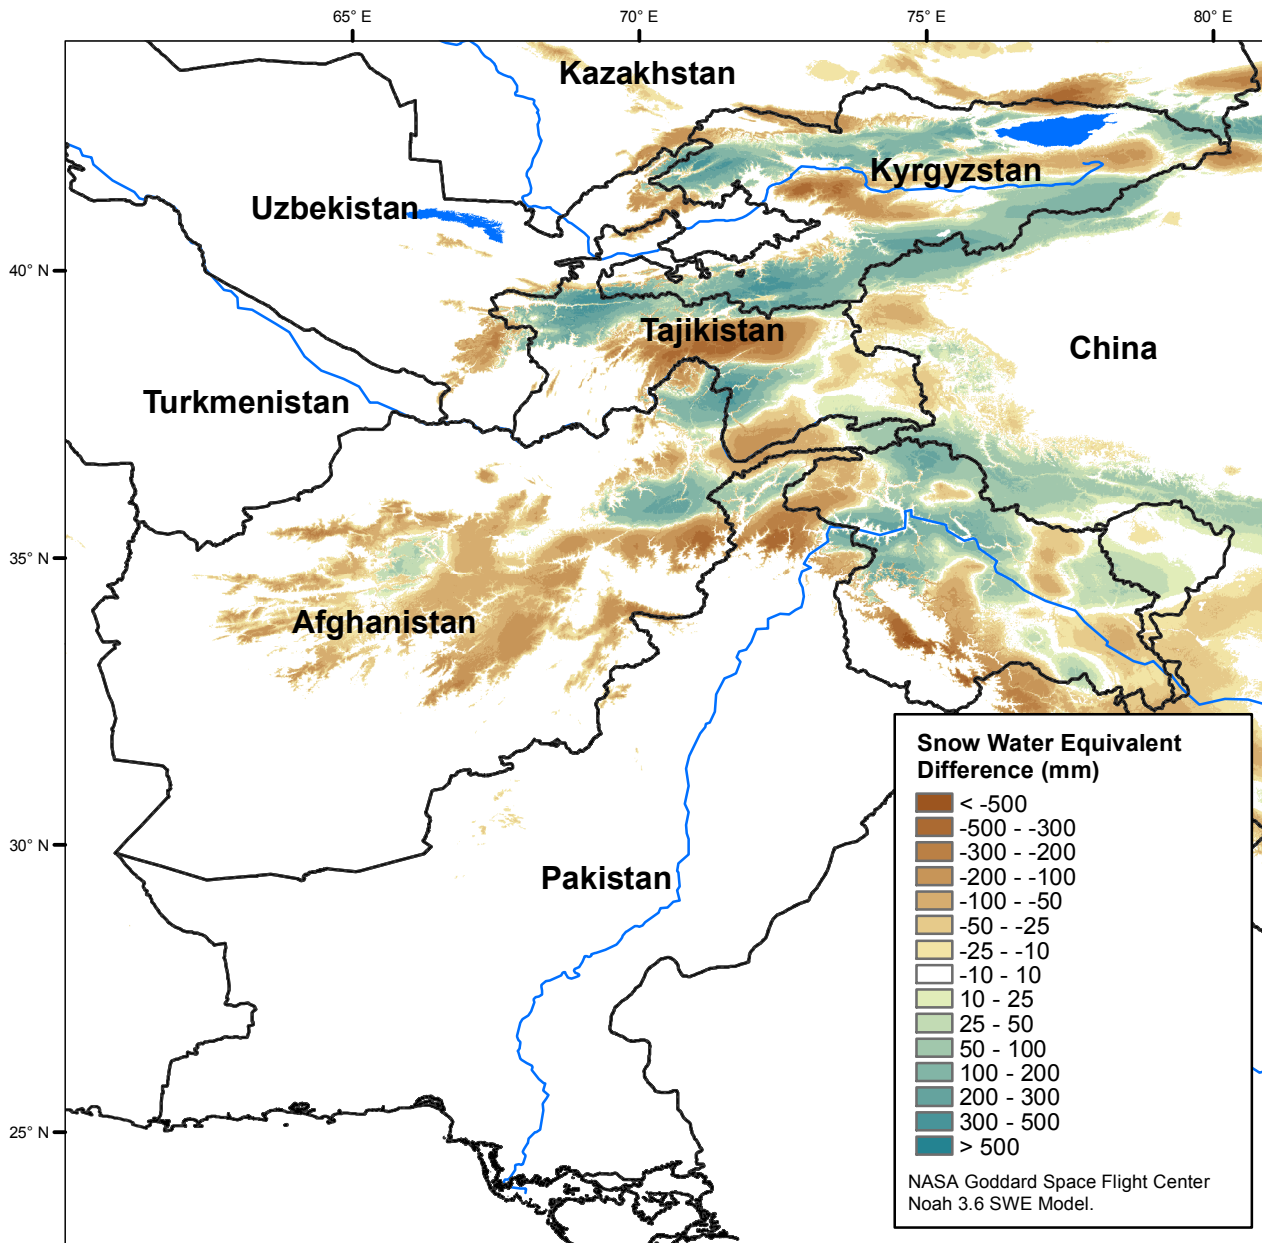 65° E
70° E
75° E
80° E
Kazakhstan
Kyrgyzstan
Uzbekistan
40° N
Tajikistan
China
Turkmenistan
35° N
Afghanistan
30° N
Pakistan
25° N
Snow Water Equivalent
Difference (mm)
< -500
-500 - -300
-300 - -200
-200 - -100
-100 - -50
-50 - -25
-25 - -10
-10 - 10
10 - 25
25 - 50
50 - 100
100 - 200
200 - 300
300 - 500
> 500
NASA Goddard Space Flight Center
Noah 3.6 SWE Model.